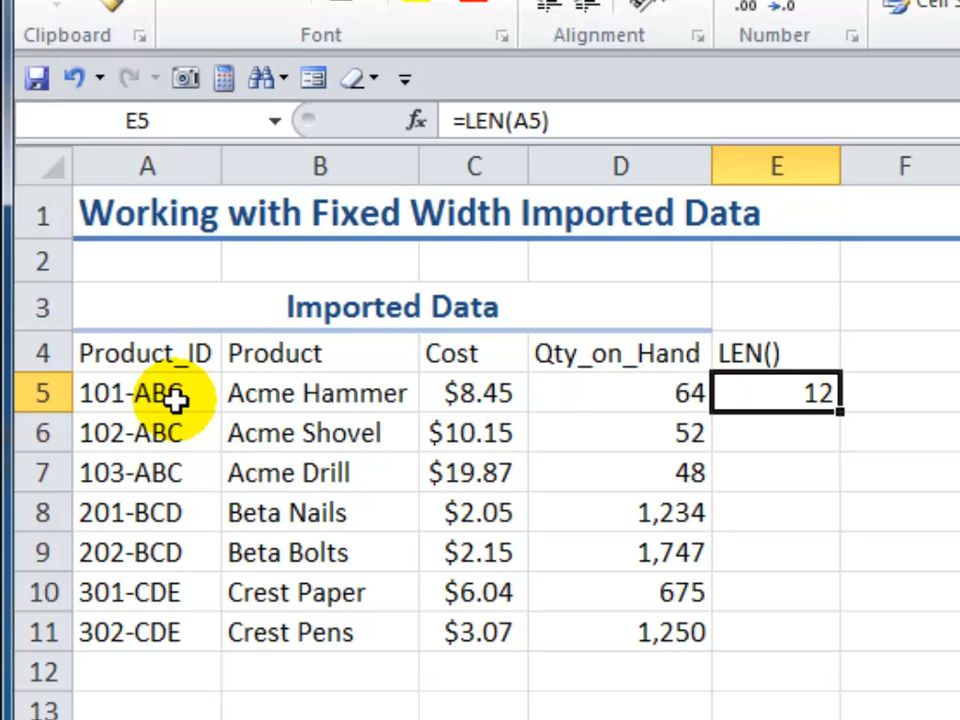 Clipboard Font Alignment Number
E5 fx =LEN(A5)
A B C D E F
1 Working with Fixed Width Imported Data
2
3 Imported Data
4 Product_ID Product Cost Qty_on_Hand LEN()
5 101-ABC Acme Hammer $8.45 64 12
6 102-ABC Acme Shovel $10.15 52
7 103-ABC Acme Drill $19.87 48
8 201-BCD Beta Nails $2.05 1,234
9 202-BCD Beta Bolts $2.15 1,747
10 301-CDE Crest Paper $6.04 675
11 302-CDE Crest Pens $3.07 1,250
12
13